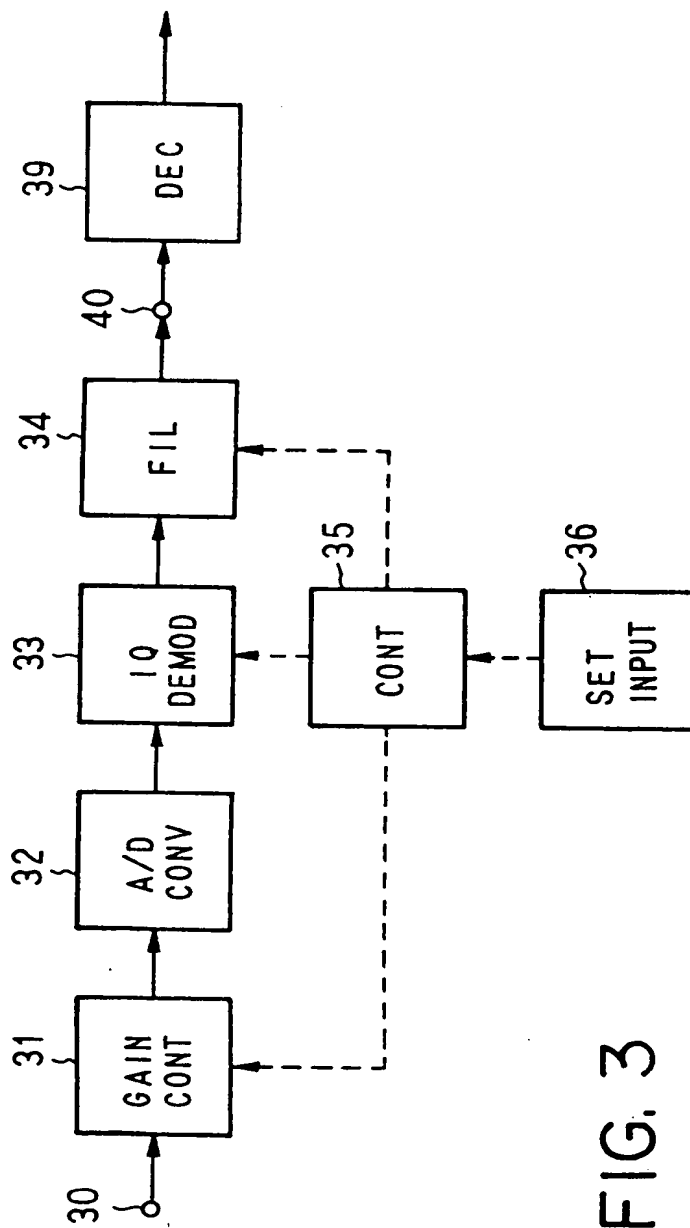 30
31
GAIN
CONT
32
A/D
CONV
33
IQ
DEMOD
34
FIL
40
39
DEC
35
CONT
36
SET
INPUT
FIG. 3